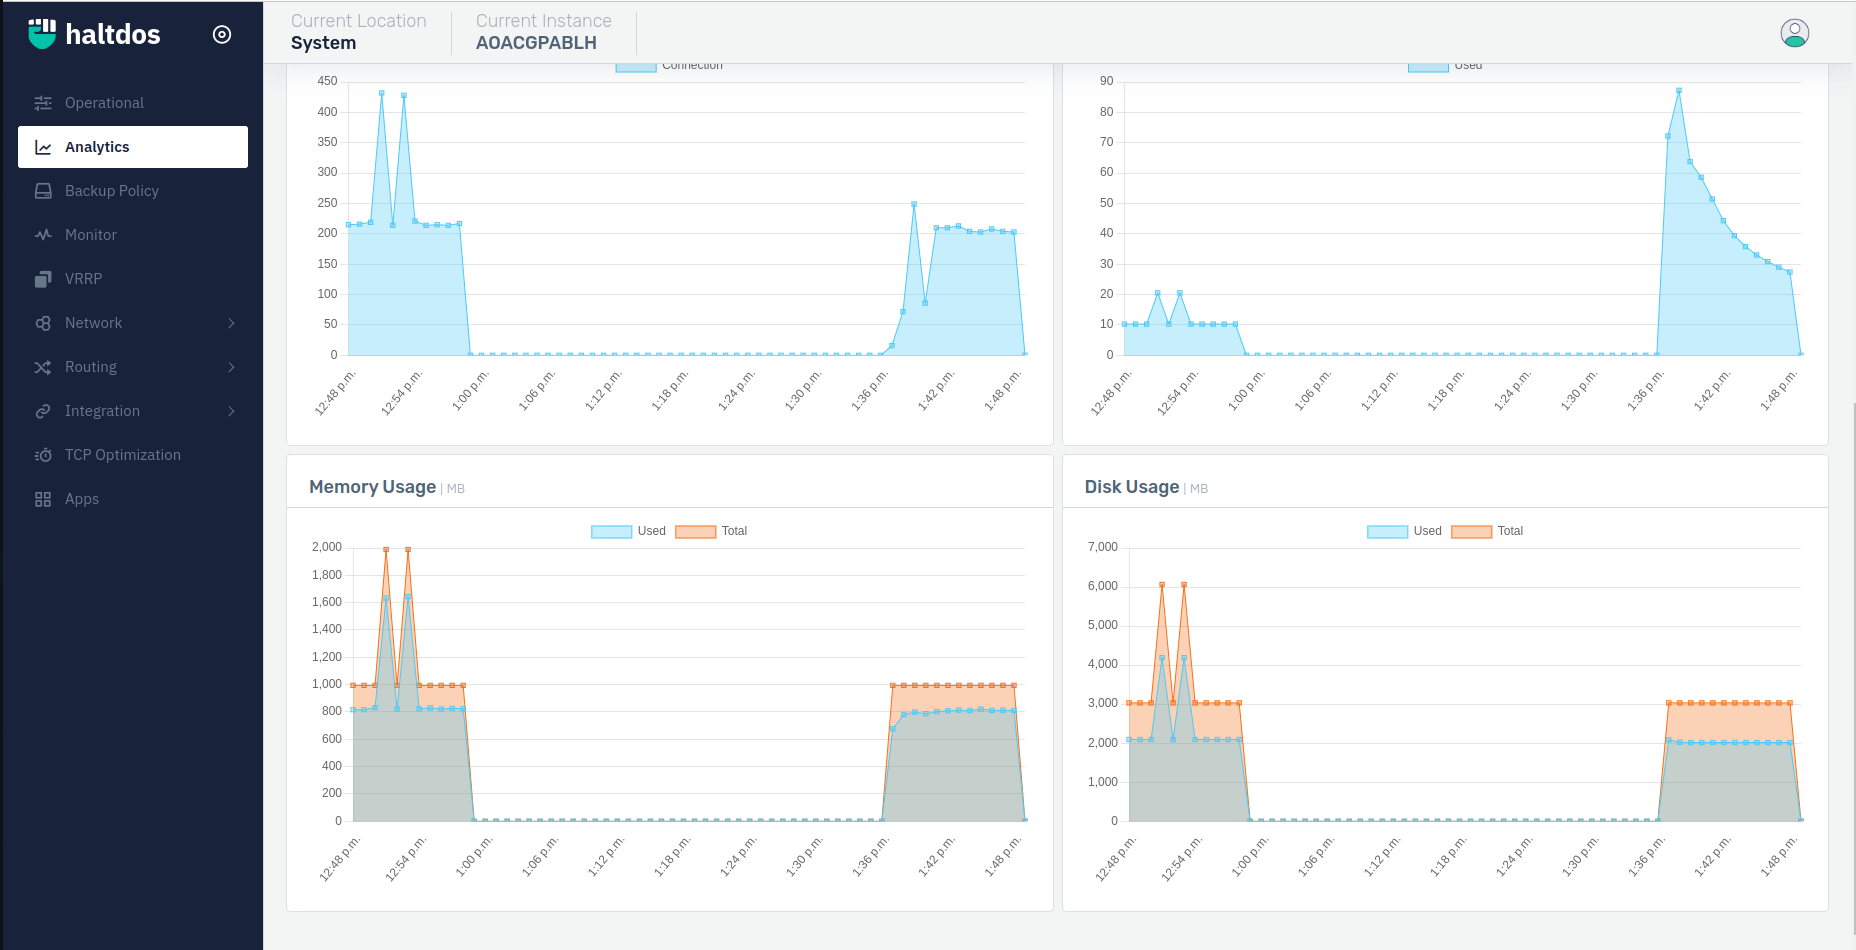 haltdos
Operational
Analytics
Backup Policy
Monitor
VRRP
Network
Routing
Integration
TCP Optimization
Apps
Current Location
System
Current Instance
AOACGPABLH
Connection
450
400
350
300
250
200
150
100
50
0
12:48 p.m.
12:54 p.m.
1:00 p.m.
1:06 p.m.
1:12 p.m.
1:18 p.m.
1:24 p.m.
1:30 p.m.
1:36 p.m.
1:42 p.m.
1:48 p.m.
Used
90
80
70
60
50
40
30
20
10
0
12:48 p.m.
12:54 p.m.
1:00 p.m.
1:06 p.m.
1:12 p.m.
1:18 p.m.
1:24 p.m.
1:30 p.m.
1:36 p.m.
1:42 p.m.
1:48 p.m.
Memory Usage | MB
Used Total
2,000
1,800
1,600
1,400
1,200
1,000
800
600
400
200
0
12:48 p.m.
12:54 p.m.
1:00 p.m.
1:06 p.m.
1:12 p.m.
1:18 p.m.
1:24 p.m.
1:30 p.m.
1:36 p.m.
1:42 p.m.
1:48 p.m.
Disk Usage | MB
Used Total
7,000
6,000
5,000
4,000
3,000
2,000
1,000
0
12:48 p.m.
12:54 p.m.
1:00 p.m.
1:06 p.m.
1:12 p.m.
1:18 p.m.
1:24 p.m.
1:30 p.m.
1:36 p.m.
1:42 p.m.
1:48 p.m.